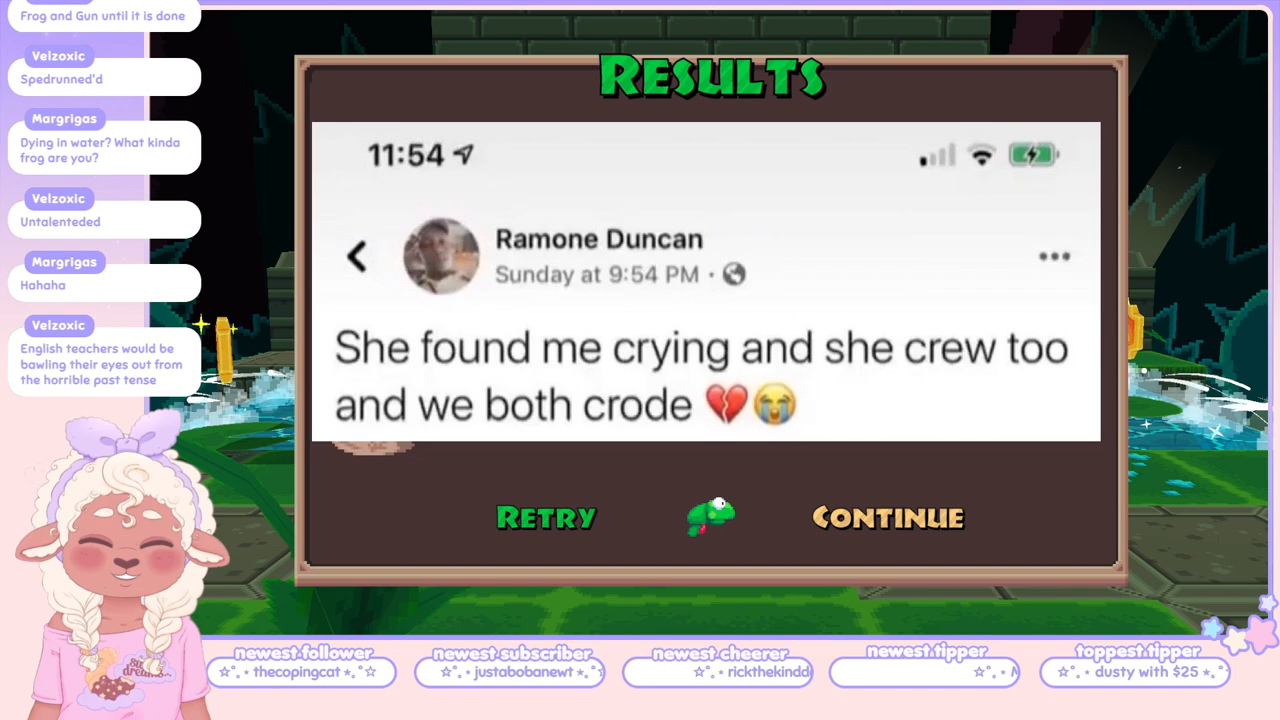 Frog and Gun until it is done
Velzoxic
Spedrunned'd
Margrigas
Dying in water? What kinda
frog are you?
Velzoxic
Untalenteded
Margrigas
Hahaha
Velzoxic
English teachers would be
bawling their eyes out from
the horrible past tense
RESULTS
11:54
Ramone Duncan
Sunday at 9:54 PM ·
She found me crying and she crew too
and we both crode 💔😭
RETRY
CONTINUE
newest follower
☆°。⋆ thecopingcat ⋆。°☆
newest subscriber
☆°。⋆ justabobanewt ⋆。°
newest cheerer
☆°。⋆ rickthekindd
newest tipper
☆°。⋆
toppest tipper
☆°。⋆ dusty with $25 ⋆。°